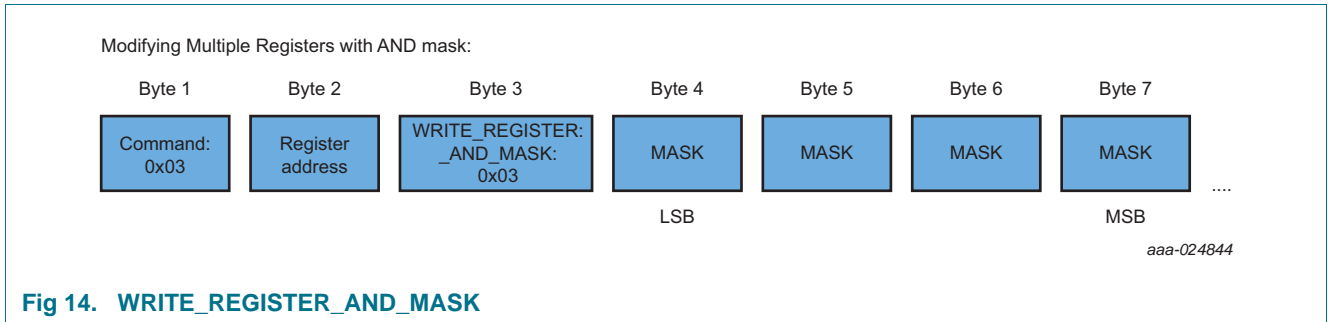 Modifying Multiple Registers with AND mask:
Byte 1 Byte 2 Byte 3 Byte 4 Byte 5 Byte 6 Byte 7
Command:
0x03
Register
address
WRITE_REGISTER:
_AND_MASK:
0x03
MASK
MASK
MASK
MASK
....
LSB MSB
aaa-024844
Fig 14. WRITE_REGISTER_AND_MASK